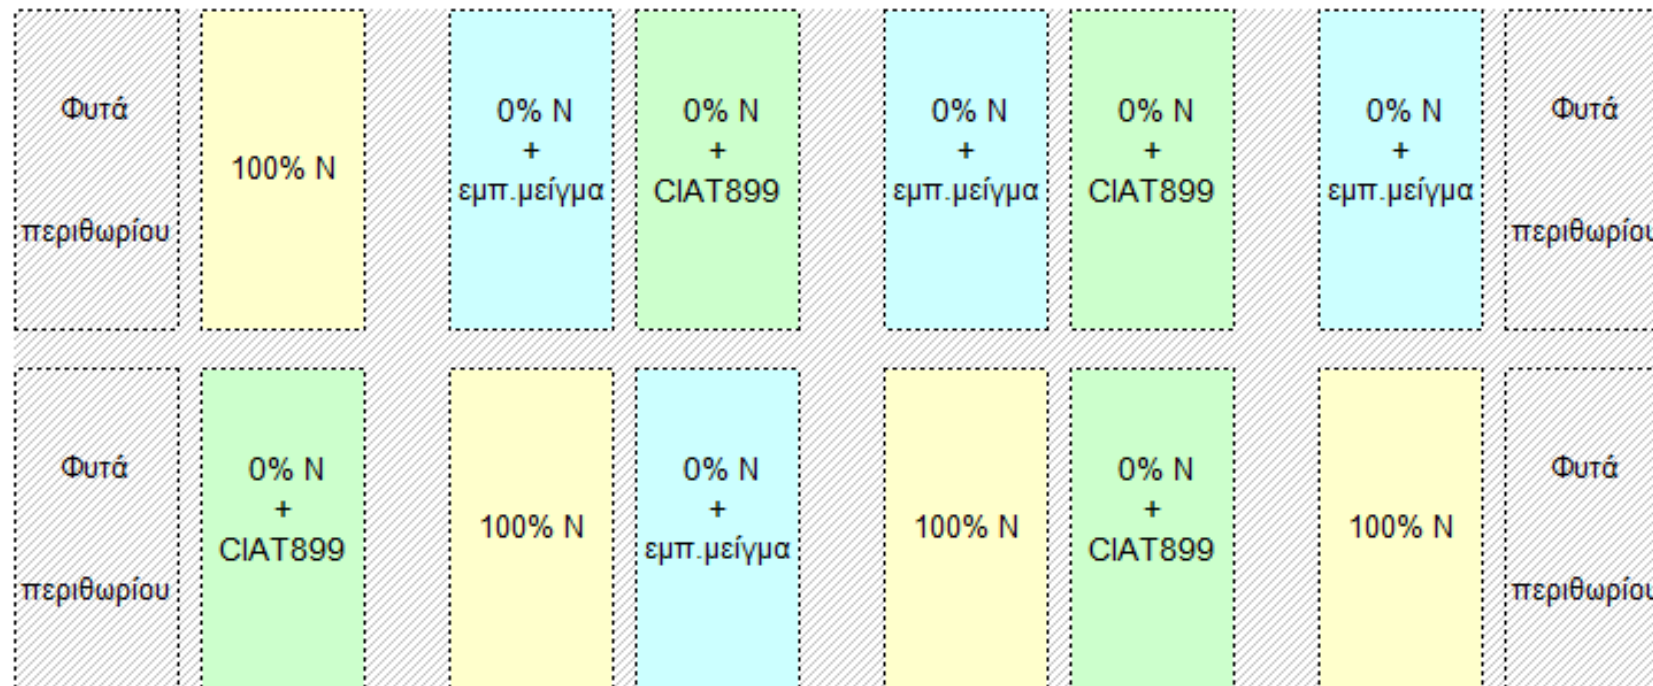 Φυτά
περιθωρίου
100% N
0% N
+
εμπ.μείγμα
0% N
+
CIAT899
0% N
+
εμπ.μείγμα
0% N
+
CIAT899
0% N
+
εμπ.μείγμα
Φυτά
περιθωρίου
Φυτά
περιθωρίου
0% N
+
CIAT899
100% N
0% N
+
εμπ.μείγμα
100% N
0% N
+
CIAT899
100% N
Φυτά
περιθωρίου